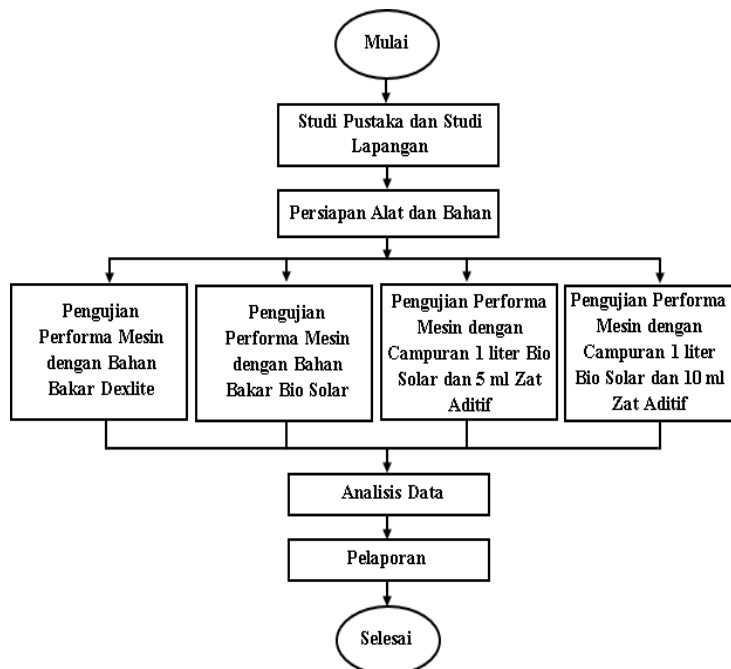 Mulai
Studi Pustaka dan Studi
Lapangan
Persiapan Alat dan Bahan
Pengujian
Performa Mesin
dengan Bahan
Bakar Dexlite
Pengujian
Performa Mesin
dengan Bahan
Bakar Bio Solar
Pengujian Performa
Mesin dengan
Campuran 1 liter Bio
Solar dan 5 ml Zat
Aditif
Pengujian Performa
Mesin dengan
Campuran 1 liter
Bio Solar dan 10 ml
Zat Aditif
Analisis Data
Pelaporan
Selesai